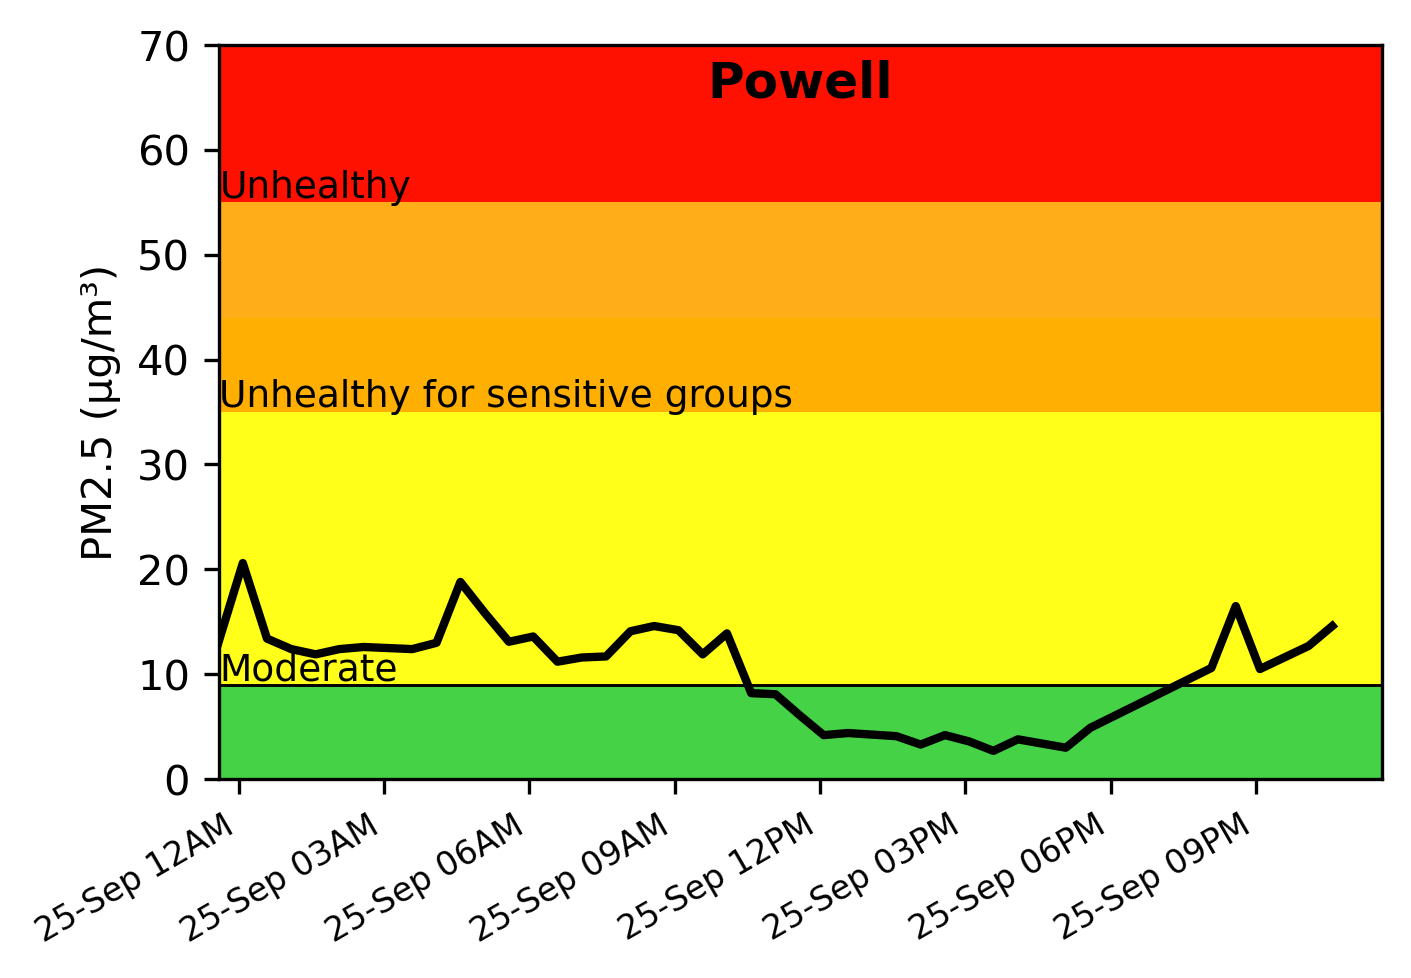 Powell
70
60
50
40
30
20
10
0
PM2.5 (µg/m³)
Unhealthy
Unhealthy for sensitive groups
Moderate
25-Sep 12AM
25-Sep 03AM
25-Sep 06AM
25-Sep 09AM
25-Sep 12PM
25-Sep 03PM
25-Sep 06PM
25-Sep 09PM